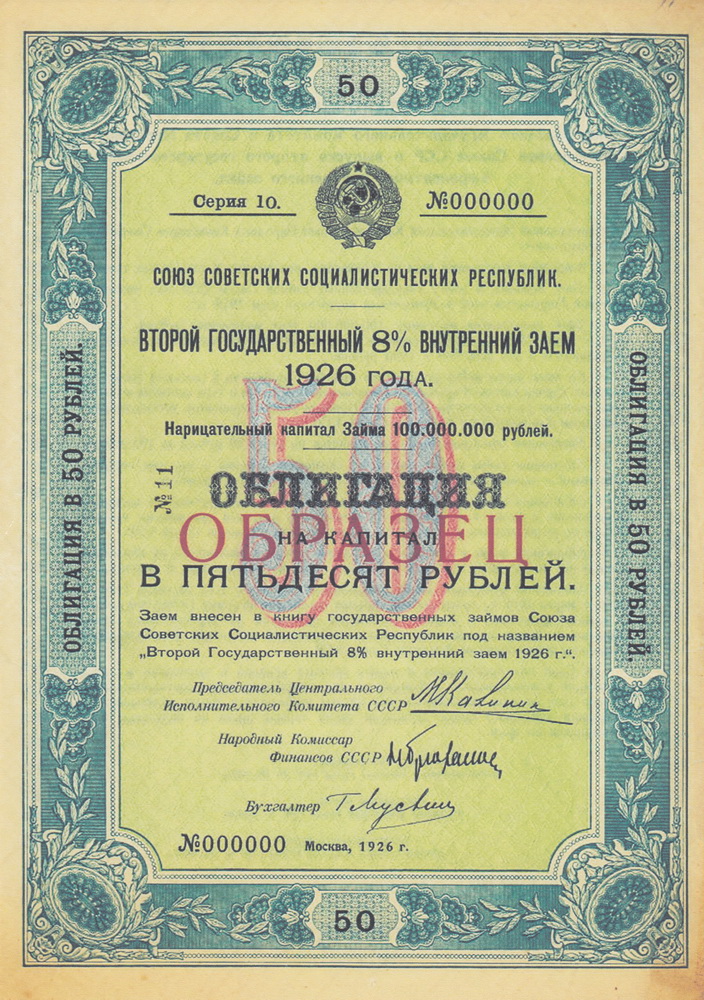 50
Серия 10.
№000000
СОЮЗ СОВЕТСКИХ СОЦИАЛИСТИЧЕСКИХ РЕСПУБЛИК.
ВТОРОЙ ГОСУДАРСТВЕННЫЙ 8% ВНУТРЕННИЙ ЗАЕМ
1926 ГОДА.
50
Нарицательный капитал Займа 100.000.000 рублей.
№11
ОБЛИГАЦИЯ
ОБРАЗЕЦ
НА КАПИТАЛ
В ПЯТЬДЕСЯТ РУБЛЕЙ.
Заем внесен в книгу государственных займов Союза
Советских Социалистических Республик под названием
„Второй Государственный 8% внутренний заем 1926 г.“.
Председатель Центрального
Исполнительного Комитета СССР МКалинин
Народный Комиссар
Финансов СССР
Бухгалтер
№000000 Москва, 1926 г.
ОБЛИГАЦИЯ В 50 РУБЛЕЙ.
ОБЛИГАЦИЯ В 50 РУБЛЕЙ.
50